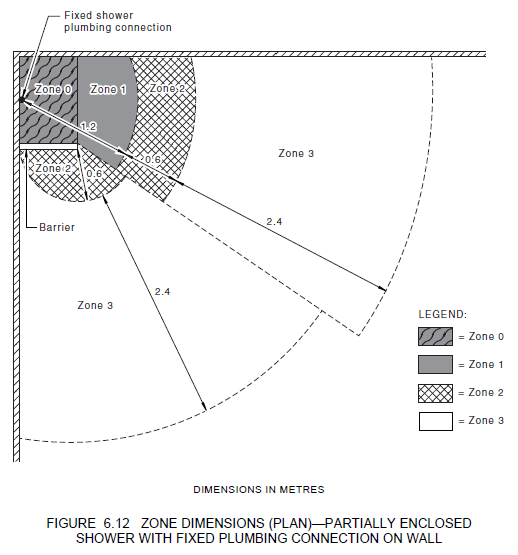 Fixed shower
plumbing connection
Zone 0
Zone 1
Zone 2
1.2
0.6
Zone 3
Zone 2
0.6
Barrier
2.4
2.4
Zone 3
LEGEND:
= Zone 0
= Zone 1
= Zone 2
= Zone 3
DIMENSIONS IN METRES
FIGURE 6.12 ZONE DIMENSIONS (PLAN)—PARTIALLY ENCLOSED
SHOWER WITH FIXED PLUMBING CONNECTION ON WALL